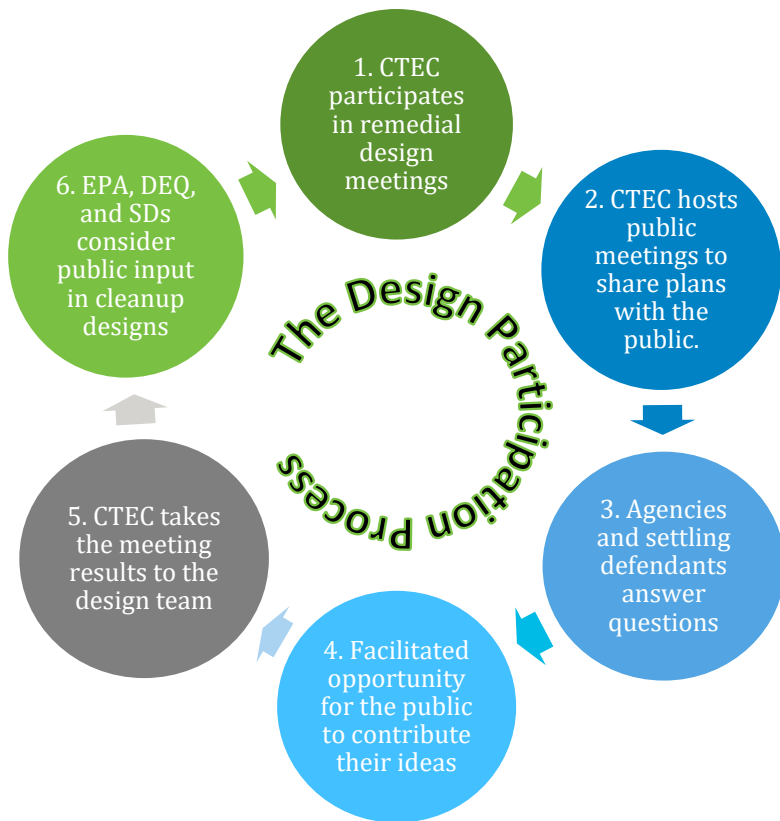 1. CTEC
participates
in remedial
design
meetings
2. CTEC hosts
public
meetings to
share plans
with the
public.
3. Agencies
and settling
defendants
answer
questions
4. Facilitated
opportunity
for the public
to contribute
their ideas
5. CTEC takes
the meeting
results to the
design team
6. EPA, DEQ,
and SDs
consider
public input
in cleanup
designs
The Design Participation Process